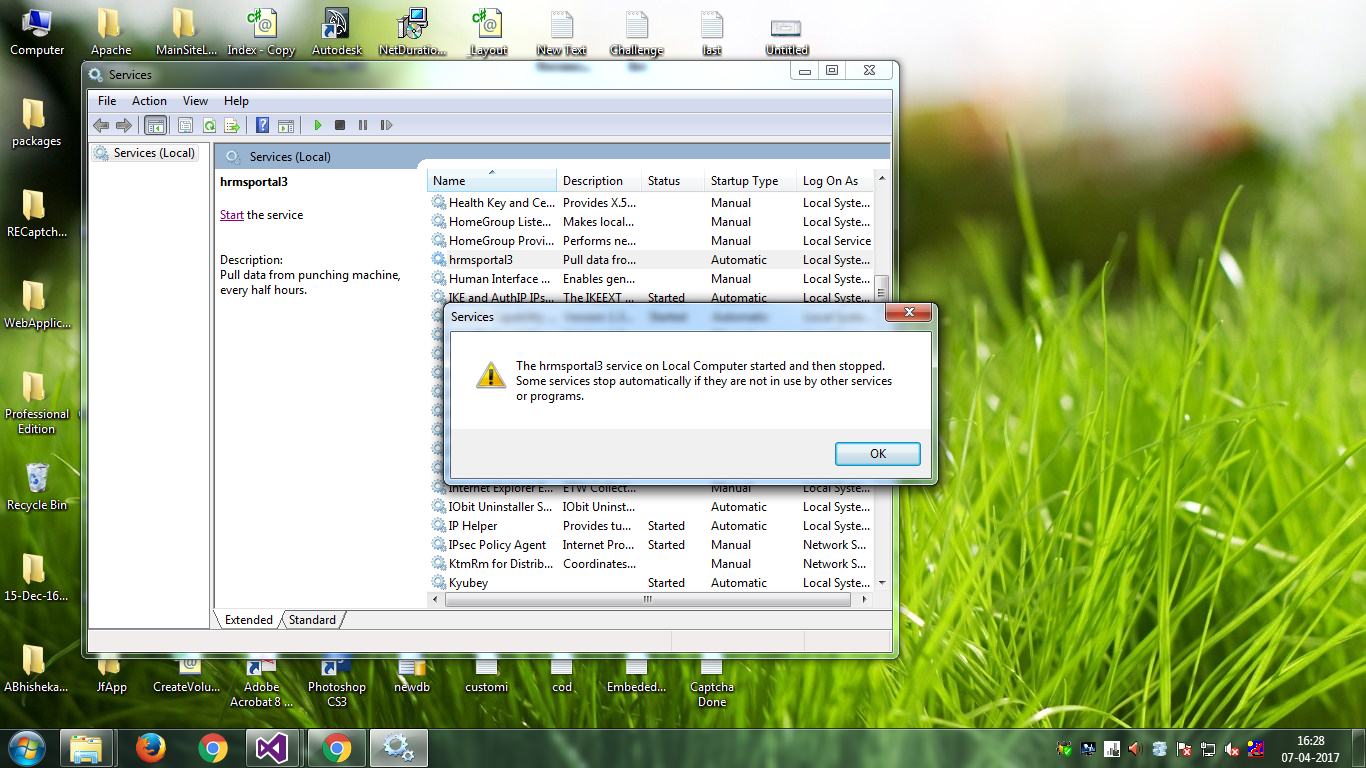 Computer
Apache
MainSiteL...
Index - Copy
Autodesk
NetDuratio...
_Layout
New Text
Challenge
last
Untitled
packages
RECaptch...
WebApplic...
Professional
Edition
Recycle Bin
15-Dec-16...
ABhisheka...
Services
File
Action
View
Help
Services (Local)
Services (Local)
hrmsportal3
Start the service
Description:
Pull data from punching machine,
every half hours.
Name Description Status Startup Type Log On As
Health Key and Ce... Provides X.5... Manual Local Syste...
HomeGroup Liste... Makes local... Manual Local Syste...
HomeGroup Provi... Performs ne... Manual Local Service
hrmsportal3 Pull data fro... Automatic Local Syste...
Human Interface ... Enables gen... Manual Local Syste...
IKE and AuthIP IPs... The IKEEXT ... Started Automatic Local Syste...
Services
The hrmsportal3 service on Local Computer started and then stopped.
Some services stop automatically if they are not in use by other services
or programs.
OK
Internet Explorer E... ETW Collect... Manual Local Syste...
IObit Uninstaller S... IObit Uninst... Automatic Local Syste...
IP Helper Provides tu... Started Automatic Local Syste...
IPsec Policy Agent Internet Pro... Started Manual Network S...
KtmRm for Distrib... Coordinates... Manual Network S...
Kyubey Started Automatic Local Syste...
Extended
Standard
JfApp
CreateVolu...
Adobe
Acrobat 8 ...
Photoshop
CS3
newdb
customi
cod
Embeded...
Captcha
Done
16:28
07-04-2017